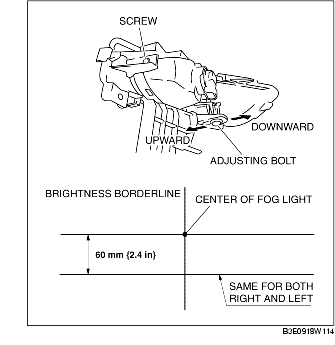 SCREW
DOWNWARD
UPWARD
ADJUSTING BOLT
BRIGHTNESS BORDERLINE
CENTER OF FOG LIGHT
60 mm {2.4 in}
SAME FOR BOTH
RIGHT AND LEFT
B3E0918W114